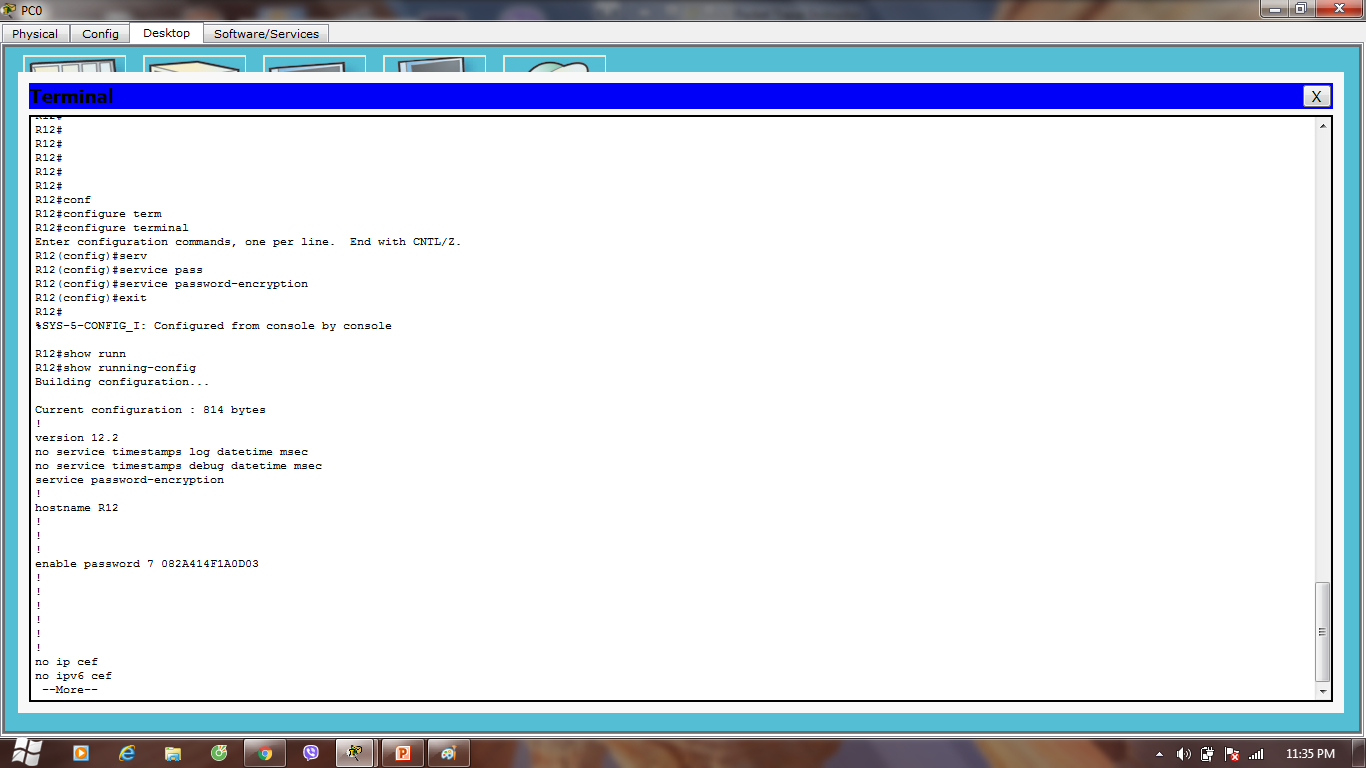 PC0
Physical
Config
Desktop
Software/Services
Terminal
X
R12#
R12#
R12#
R12#
R12#
R12#
R12#conf
R12#configure term
R12#configure terminal
Enter configuration commands, one per line.  End with CNTL/Z.
R12(config)#serv
R12(config)#service pass
R12(config)#service password-encryption
R12(config)#exit
R12#
%SYS-5-CONFIG_I: Configured from console by console
R12#show runn
R12#show running-config
Building configuration...
Current configuration : 814 bytes
!
version 12.2
no service timestamps log datetime msec
no service timestamps debug datetime msec
service password-encryption
!
hostname R12
!
!
!
enable password 7 082A414F1A0D03
!
!
!
!
!
!
no ip cef
no ipv6 cef
 --More--
11:35 PM